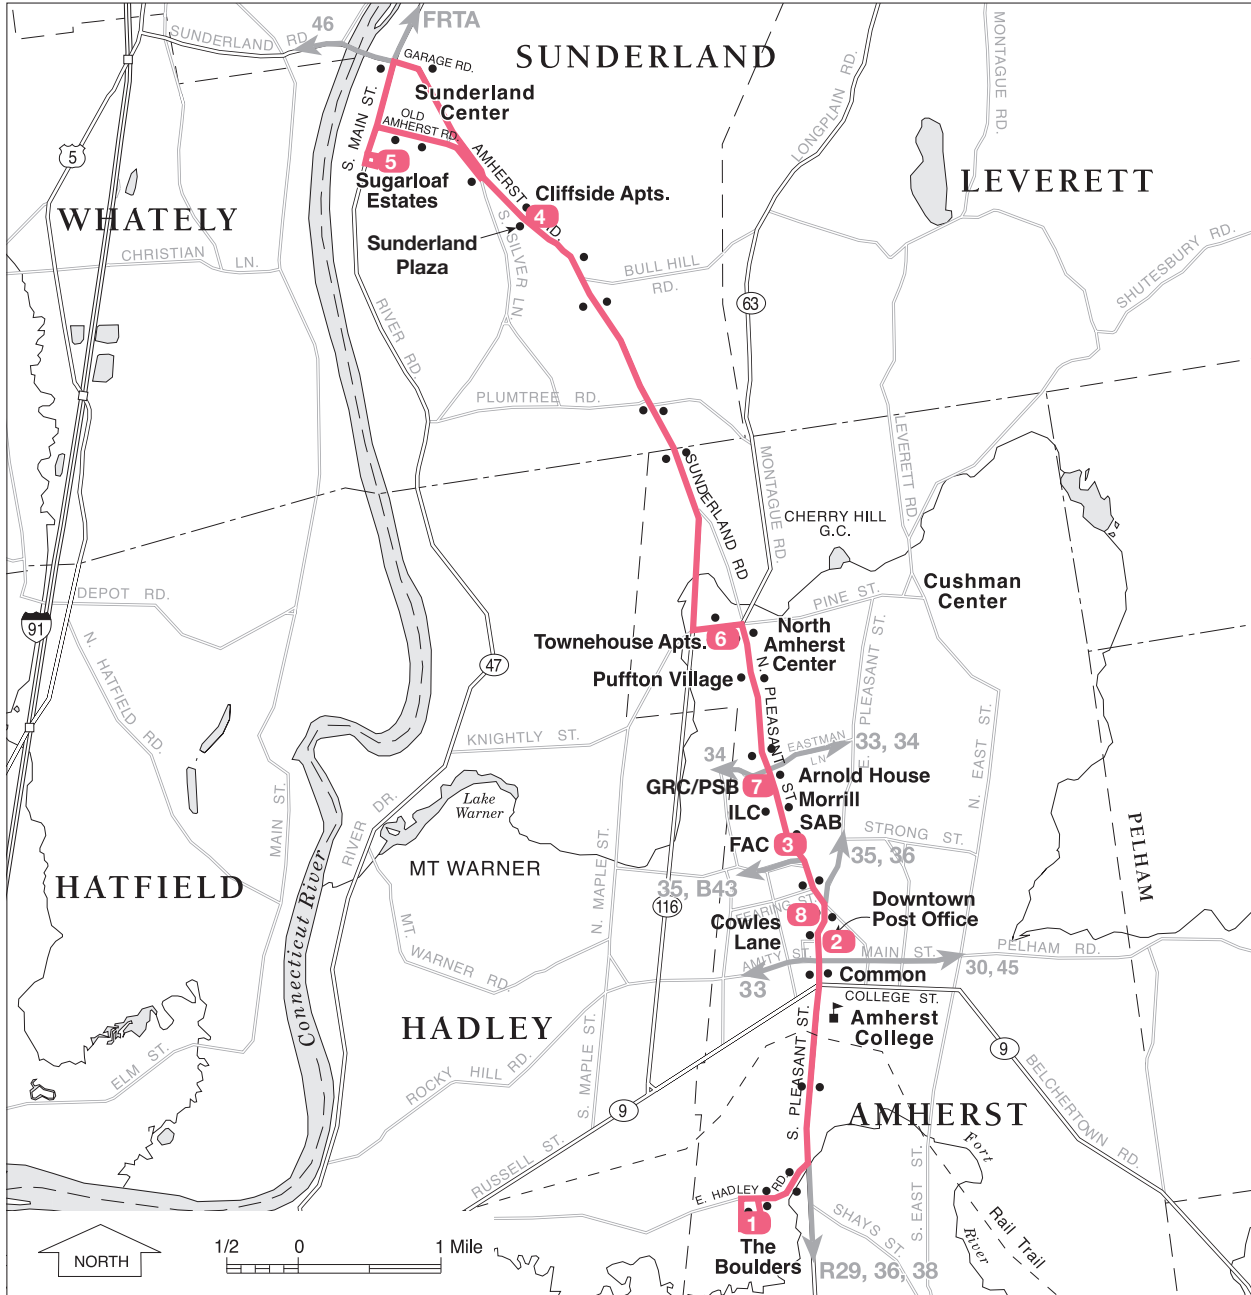 46
FRTA
SUNDERLAND RD.
GARAGE RD.
SUNDERLAND
Sunderland
Center
MONTAGUE RD.
LONGPLAIN RD.
S. MAIN ST.
OLD
AMHERST RD.
5
5
Sugarloaf
Estates
AMHERST RD.
Cliffside Apts.
4
Sunderland
Plaza
S. SILVER LN.
LEVERETT
WHATELY
CHRISTIAN LN.
BULL HILL
RD.
SHUTESBURY RD.
63
RIVER RD.
PLUMTREE RD.
SUNDERLAND RD
MONTAGUE RD.
LEVERETT RD.
CHERRY HILL
G.C.
Cushman
Center
PINE ST.
DEPOT RD.
91
N. HATFIELD RD.
47
Townehouse Apts.
6
North
Amherst
Center
Puffton Village
N. PLEASANT ST
E. PLEASANT ST.
N. EAST ST.
KNIGHTLY ST.
34
EASTMAN
LN
33, 34
GRC/PSB
7
Arnold House
Morrill
ILC
SAB
FAC
3
STRONG ST.
35, 36
35, B43
Lake
Warner
RIVER DR.
MAIN ST.
MT WARNER
HATFIELD
Connecticut River
N. MAPLE ST.
116
PELHAM
FEARING ST.
8
Cowles
Lane
Downtown
Post Office
2
MT.
WARNER RD.
AMITY ST.
MAIN ST.
PELHAM RD.
33
30, 45
Common
COLLEGE ST.
Amherst
College
HADLEY
ELM ST.
ROCKY HILL RD.
S. MAPLE ST.
S. PLEASANT ST.
9
9
BELCHERTOWN RD.
AMHERST
RUSSELL ST.
Fort
River
E. HADLEY RD.
1
The
Boulders
SHAYS ST.
S. EAST ST.
Rail Trail
R29, 36, 38
NORTH
1/2 0 1 Mile